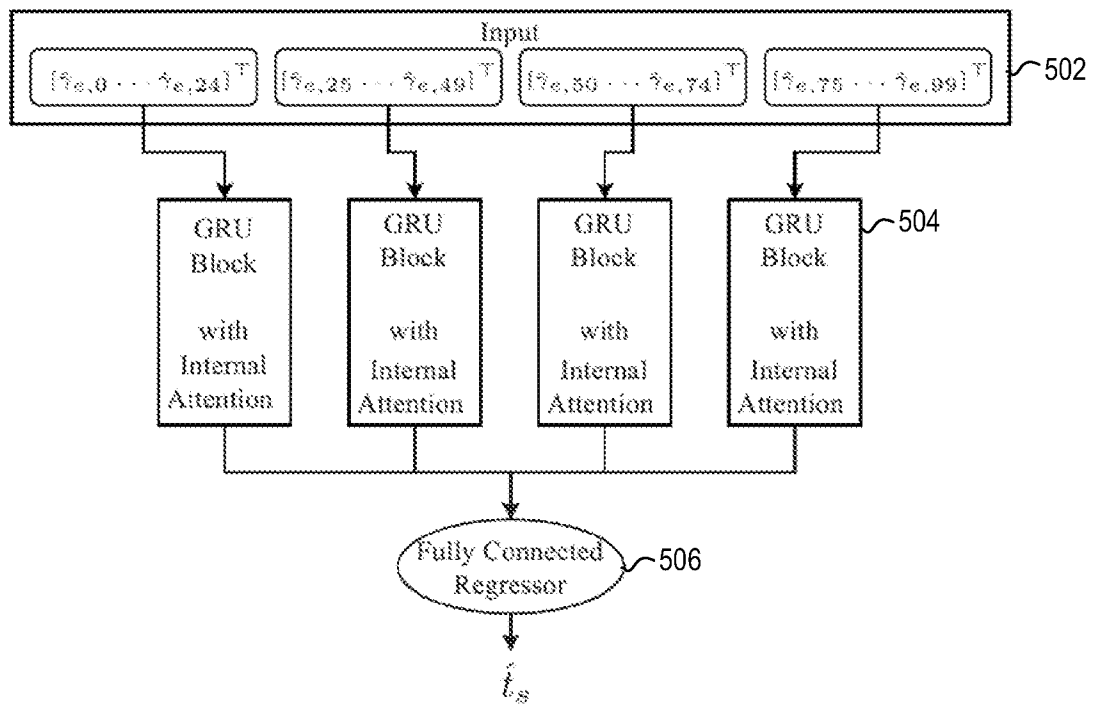 Input
[γ̂e,0 ··· γ̂e,24]ᵀ [γ̂e,25 ··· γ̂e,49]ᵀ [γ̂e,50 ··· γ̂e,74]ᵀ [γ̂e,75 ··· γ̂e,99]ᵀ
502
GRU
Block
with
Internal
Attention
GRU
Block
with
Internal
Attention
GRU
Block
with
Internal
Attention
GRU
Block
with
Internal
Attention
504
Fully Connected
Regressor
506
t̂s